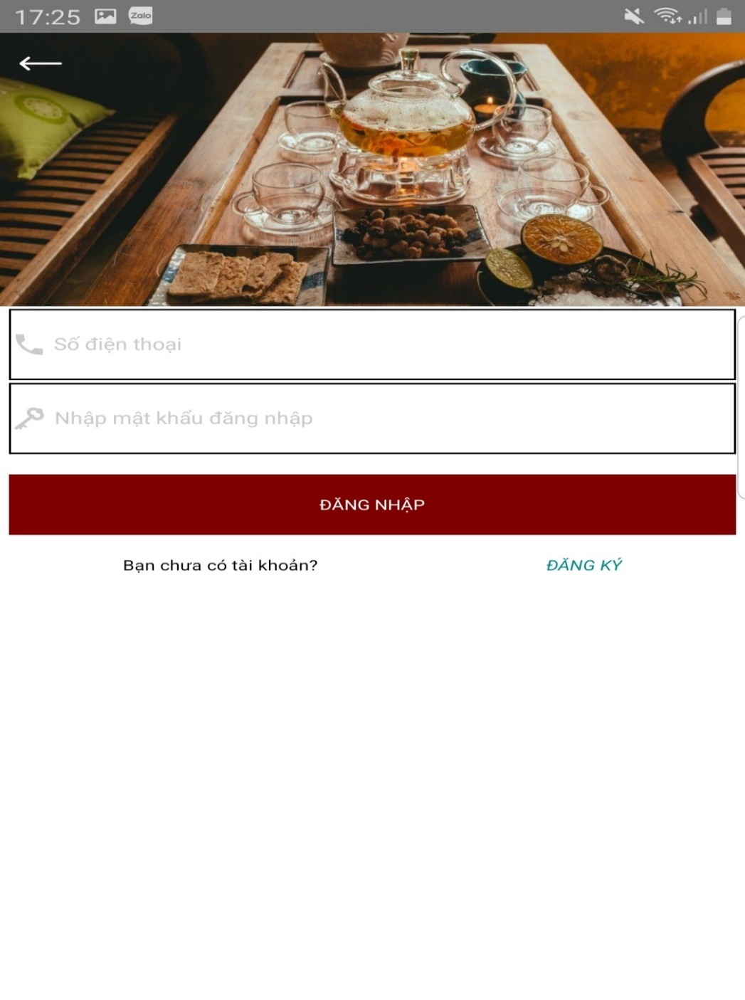 17:25 Zalo
Số điện thoại
Nhập mật khẩu đăng nhập
ĐĂNG NHẬP
Bạn chưa có tài khoản? ĐĂNG KÝ